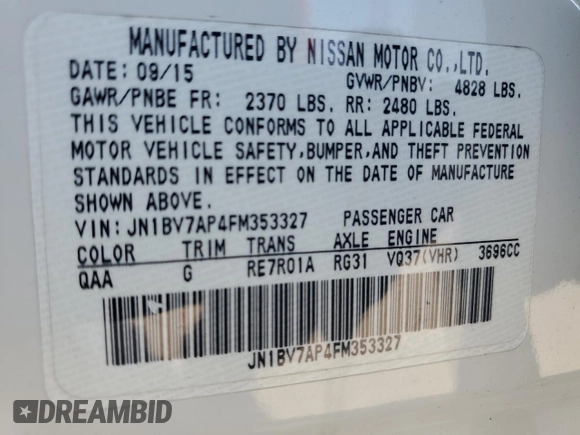 MANUFACTURED BY NISSAN MOTOR CO.,LTD.
DATE: 09/15 GVWR/PNBV: 4828 LBS.
GAWR/PNBE FR: 2370 LBS. RR: 2480 LBS.
THIS VEHICLE CONFORMS TO ALL APPLICABLE FEDERAL
MOTOR VEHICLE SAFETY,BUMPER,AND THEFT PREVENTION
STANDARDS IN EFFECT ON THE DATE OF MANUFACTURE
SHOWN ABOVE.
VIN: JN1BV7AP4FM353327 PASSENGER CAR
COLOR TRIM TRANS AXLE ENGINE
QAA G RE7R01A RG31 VQ37(VHR) 3696CC
JN1BV7AP4FM353327
DREAMBID